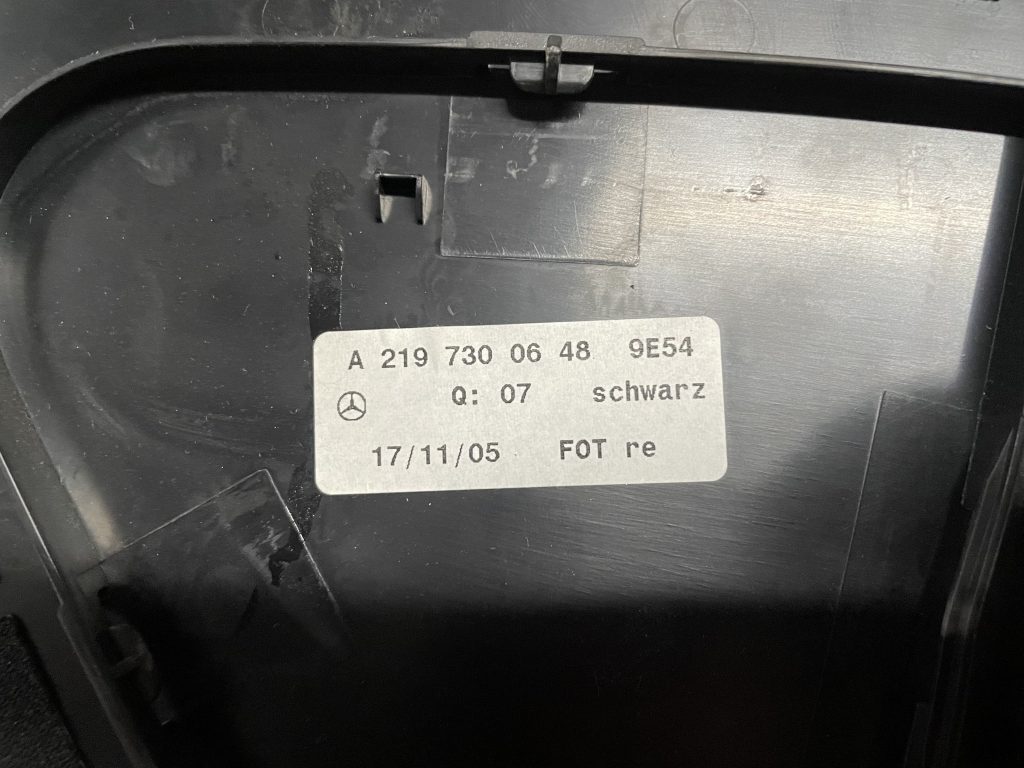 A 219 730 06 48 9E54
Q: 07 schwarz
17/11/05 FOT re